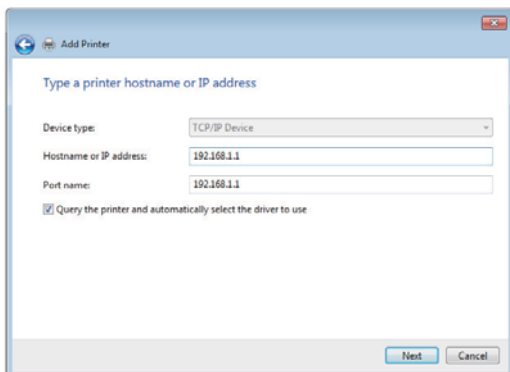 Add Printer
Type a printer hostname or IP address
Device type: TCP/IP Device
Hostname or IP address: 192.168.1.1
Port name: 192.168.1.1
Query the printer and automatically select the driver to use
Next Cancel